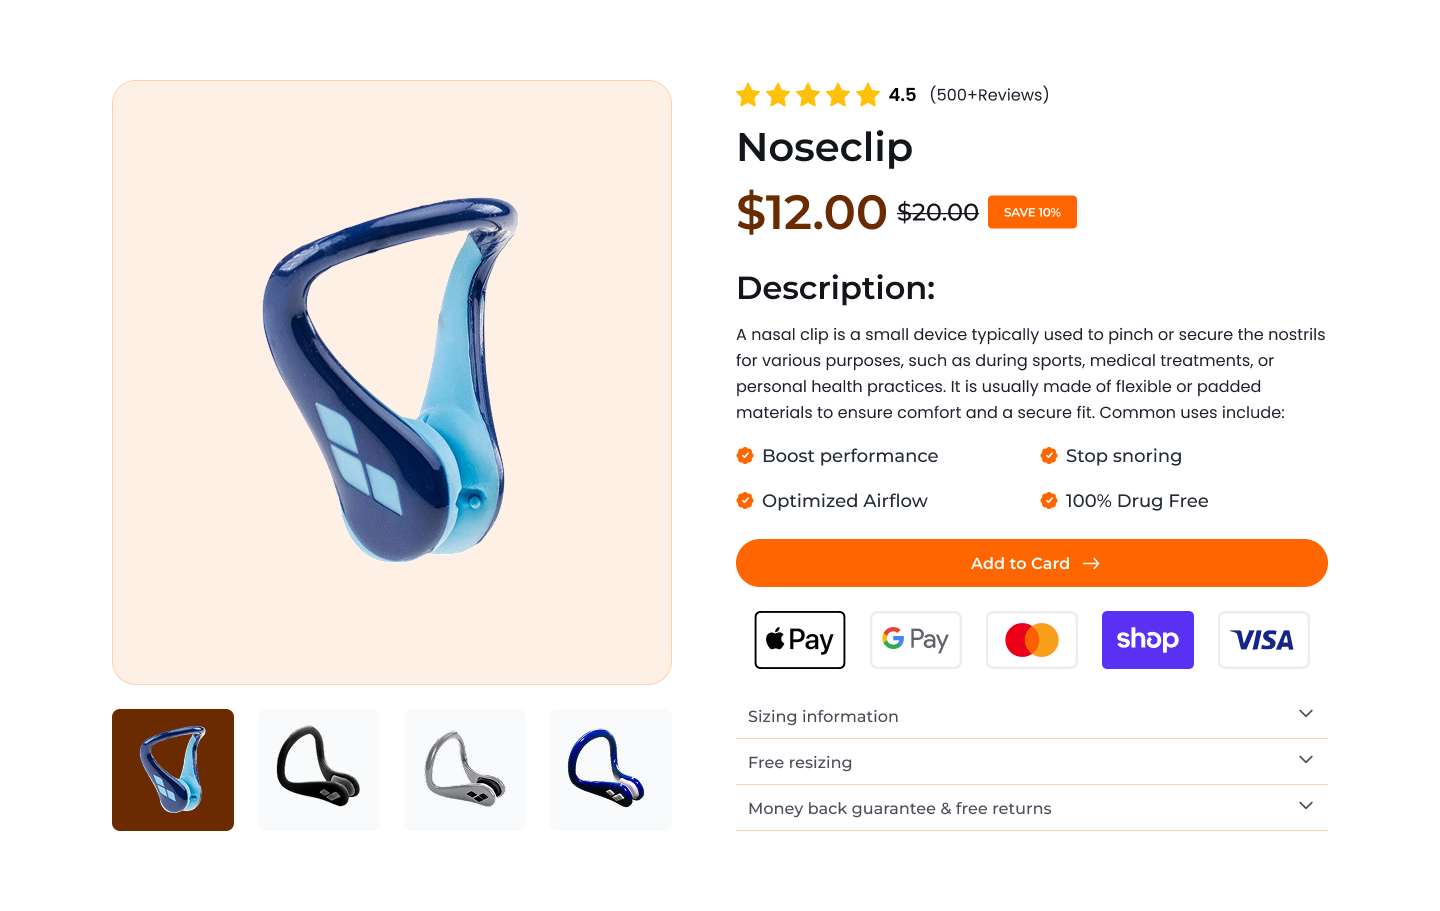 4.5 (500+Reviews)
Noseclip
$12.00 $20.00 SAVE 10%
Description:
A nasal clip is a small device typically used to pinch or secure the nostrils
for various purposes, such as during sports, medical treatments, or
personal health practices. It is usually made of flexible or padded
materials to ensure comfort and a secure fit. Common uses include:
Boost performance Stop snoring
Optimized Airflow 100% Drug Free
Add to Card
Pay G Pay shop VISA
Sizing information
Free resizing
Money back guarantee & free returns